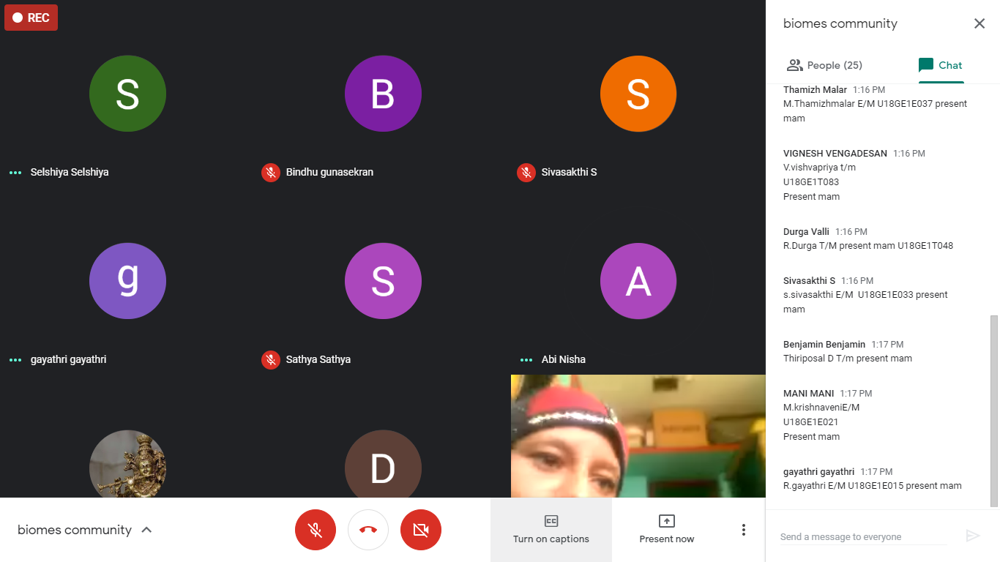 REC
S
B
S
Selshiya Selshiya
Bindhu gunasekran
Sivasakthi S
g
S
A
gayathri gayathri
Sathya Sathya
Abi Nisha
D
biomes community
CC
Turn on captions
Present now
biomes community
People (25)
Chat
Thamizh Malar 1:16 PM
M.Thamizhmalar E/M U18GE1E037 present
mam
VIGNESH VENGADESAN 1:16 PM
V.vishvapriya t/m
U18GE1T083
Present mam
Durga Valli 1:16 PM
R.Durga T/M present mam U18GE1T048
Sivasakthi S 1:16 PM
s.sivasakthi E/M U18GE1E033 present
mam
Benjamin Benjamin 1:17 PM
Thiriposal D T/m present mam
MANI MANI 1:17 PM
M.krishnaveniE/M
U18GE1E021
Present mam
gayathri gayathri 1:17 PM
R.gayathri E/M U18GE1E015 present mam
Send a message to everyone